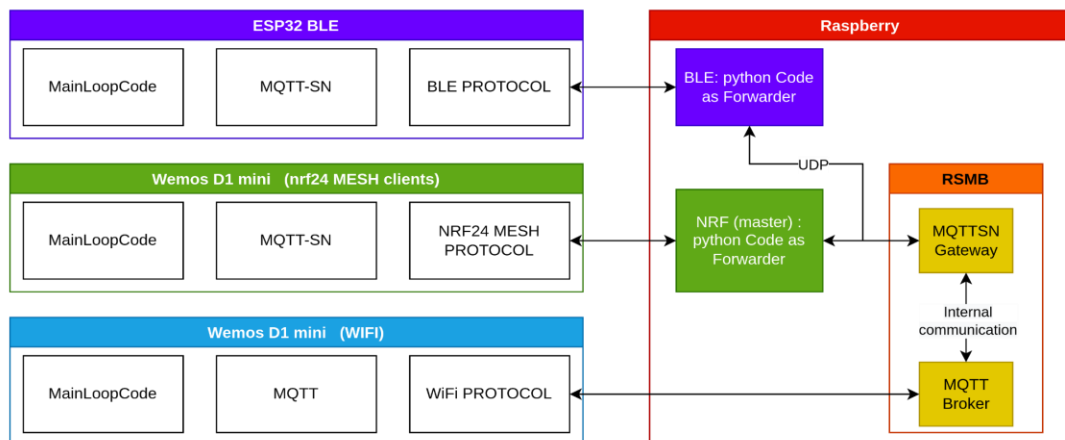 ESP32 BLE
MainLoopCode
MQTT-SN
BLE PROTOCOL
Raspberry
BLE: python Code
as Forwarder
UDP
Wemos D1 mini (nrf24 MESH clients)
MainLoopCode
MQTT-SN
NRF24 MESH
PROTOCOL
NRF (master) :
python Code as
Forwarder
RSMB
MQTTSN
Gateway
Internal
communication
MQTT
Broker
Wemos D1 mini (WIFI)
MainLoopCode
MQTT
WiFi PROTOCOL